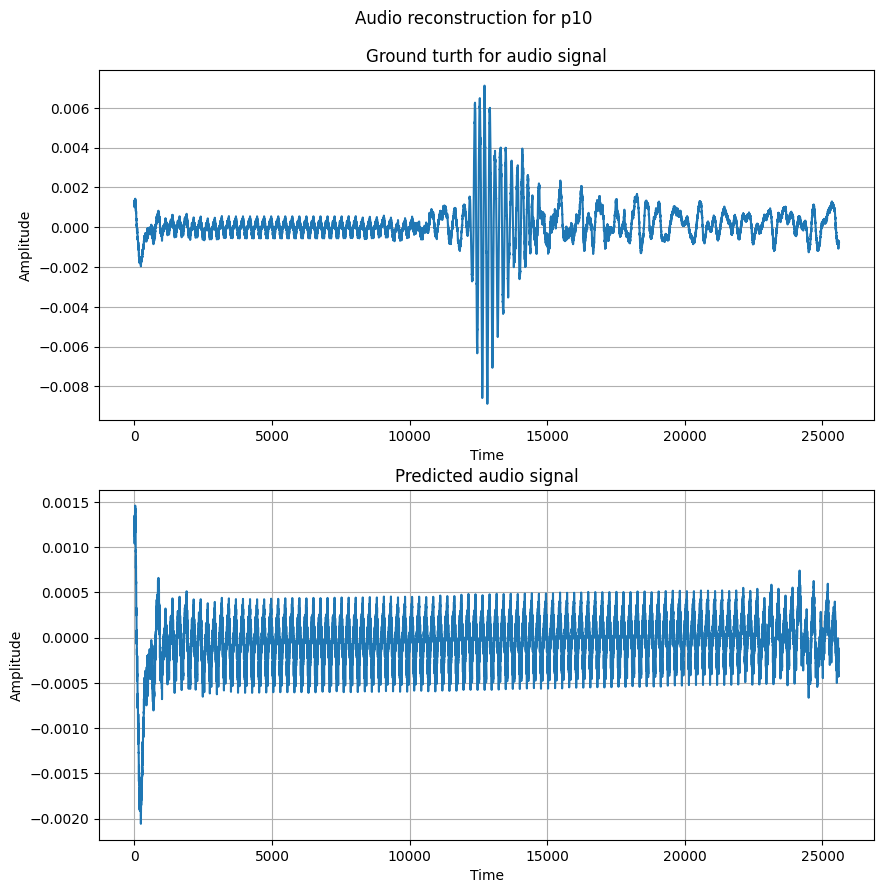 Audio reconstruction for p10
Ground turth for audio signal
Amplitude
0.006
0.004
0.002
0.000
−0.002
−0.004
−0.006
−0.008
0 5000 10000 15000 20000 25000
Time
Predicted audio signal
Amplitude
0.0015
0.0010
0.0005
0.0000
−0.0005
−0.0010
−0.0015
−0.0020
0 5000 10000 15000 20000 25000
Time